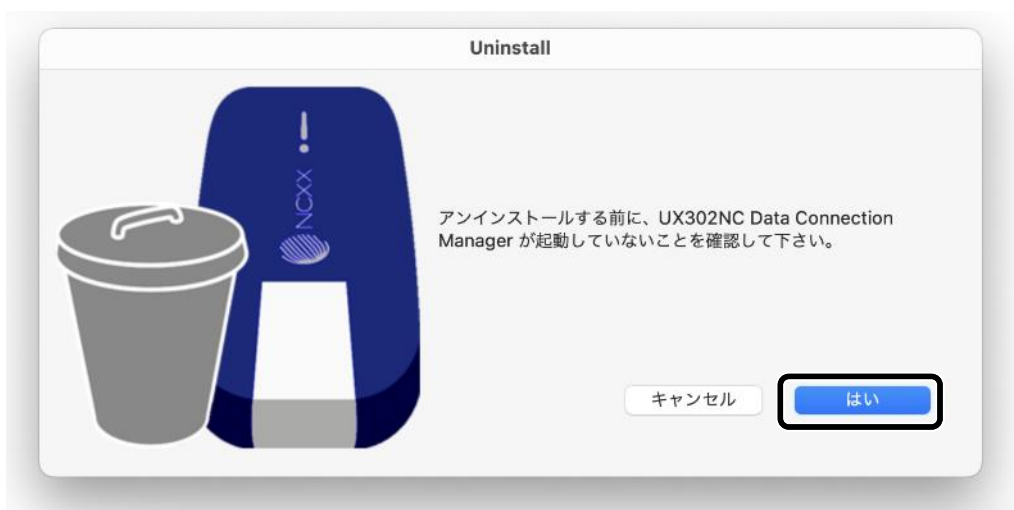 Uninstall
NCXX
アンインストールする前に、UX302NC Data Connection
Manager が起動していないことを確認して下さい。
キャンセル
はい